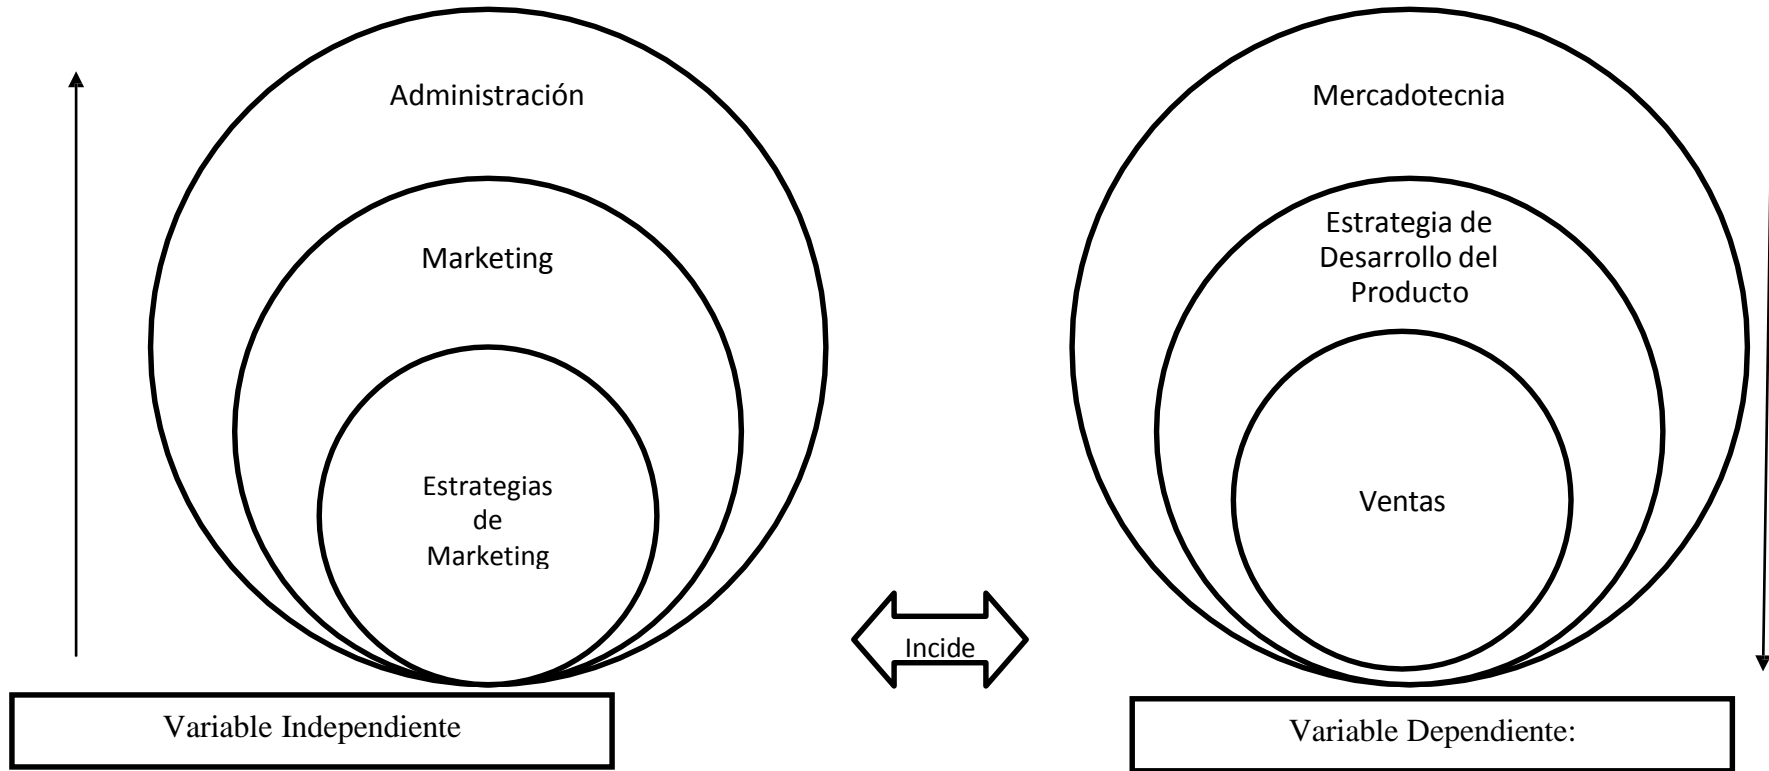 Administración
Marketing
Estrategias
de
Marketing
Variable Independiente
Incide
Mercadotecnia
Estrategia de
Desarrollo del
Producto
Ventas
Variable Dependiente: